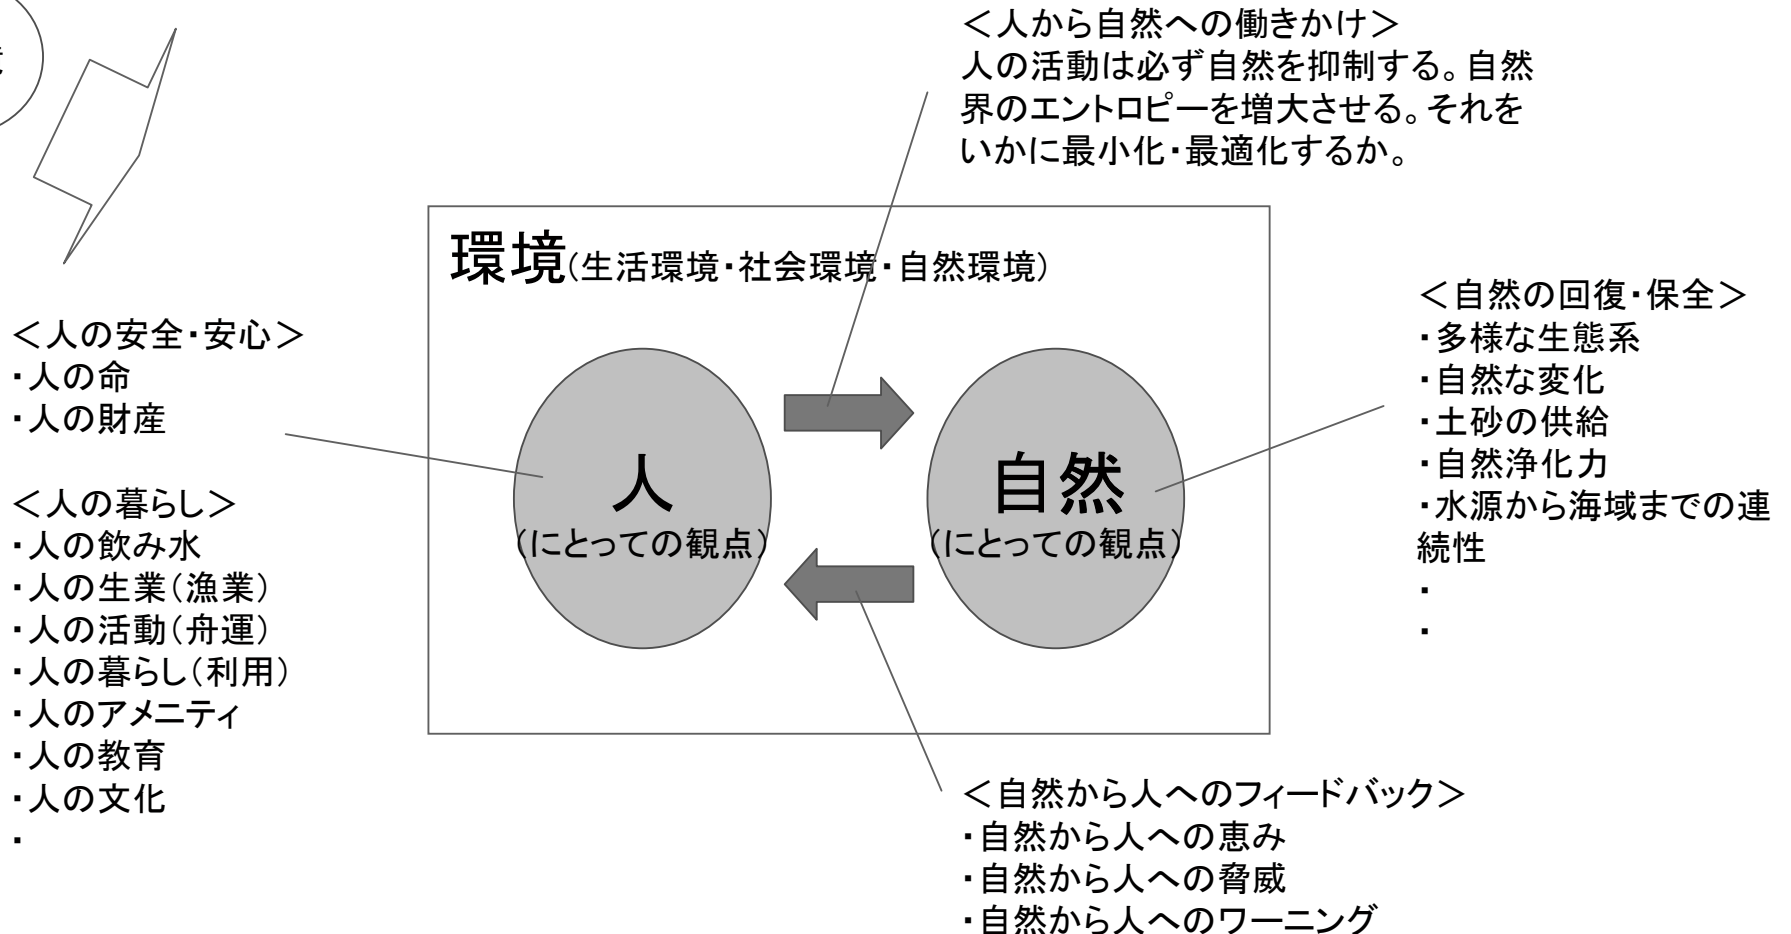 ＜人から自然への働きかけ＞
人の活動は必ず自然を抑制する。自然
界のエントロピーを増大させる。それを
いかに最小化・最適化するか。
環境(生活環境・社会環境・自然環境)
＜人の安全・安心＞
・人の命
・人の財産
＜人の暮らし＞
・人の飲み水
・人の生業(漁業)
・人の活動(舟運)
・人の暮らし(利用)
・人のアメニティ
・人の教育
・人の文化
・
人
(にとっての観点)
自然
(にとっての観点)
＜自然の回復・保全＞
・多様な生態系
・自然な変化
・土砂の供給
・自然浄化力
・水源から海域までの連
続性
・
・
＜自然から人へのフィードバック＞
・自然から人への恵み
・自然から人への脅威
・自然から人へのワーニング